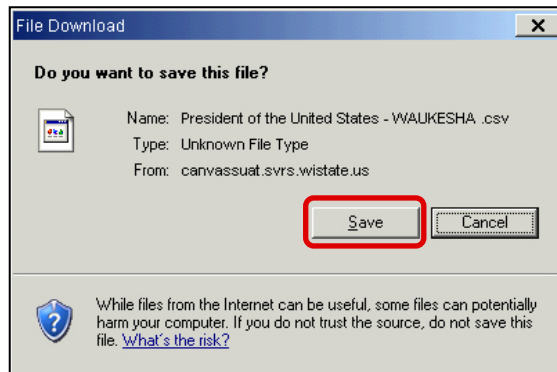 File Download
Do you want to save this file?
Name: President of the United States - WAUKESHA .csv
Type: Unknown File Type
From: canvassuat.svrs.wistate.us
Save
Cancel
While files from the Internet can be useful, some files can potentially
harm your computer. If you do not trust the source, do not save this
file. What's the risk?